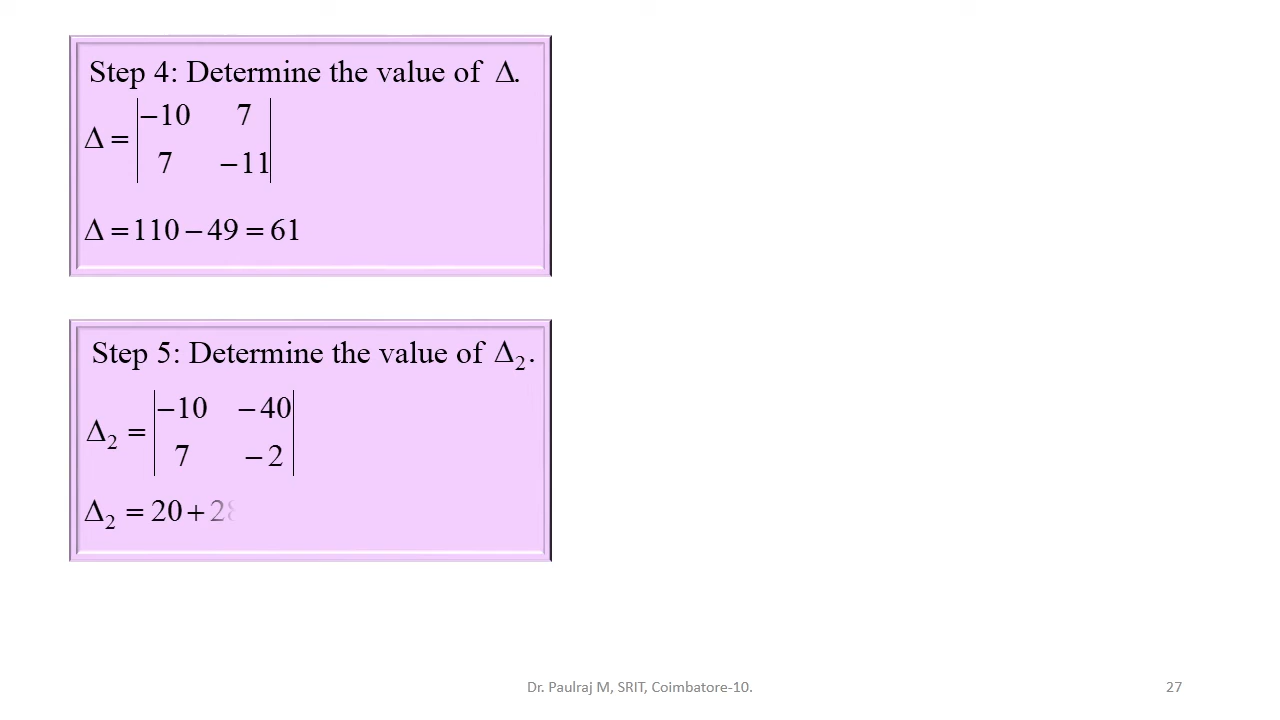 Step 4: Determine the value of Δ.
Δ = |−10 7|
|7 −11|
Δ = 110 − 49 = 61
Step 5: Determine the value of Δ₂.
Δ₂ = |−10 −40|
|7 −2|
Δ₂ = 20 + 28
Dr. Paulraj M, SRIT, Coimbatore-10.
27